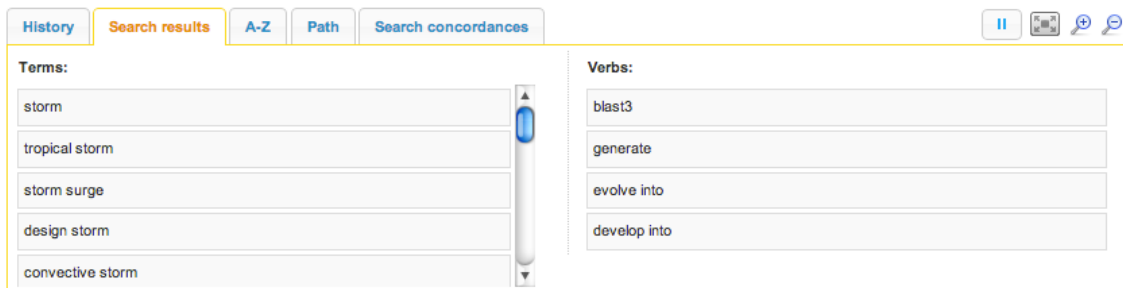 History Search results A-Z Path Search concordances
Terms:
storm
tropical storm
storm surge
design storm
convective storm
Verbs:
blast3
generate
evolve into
develop into